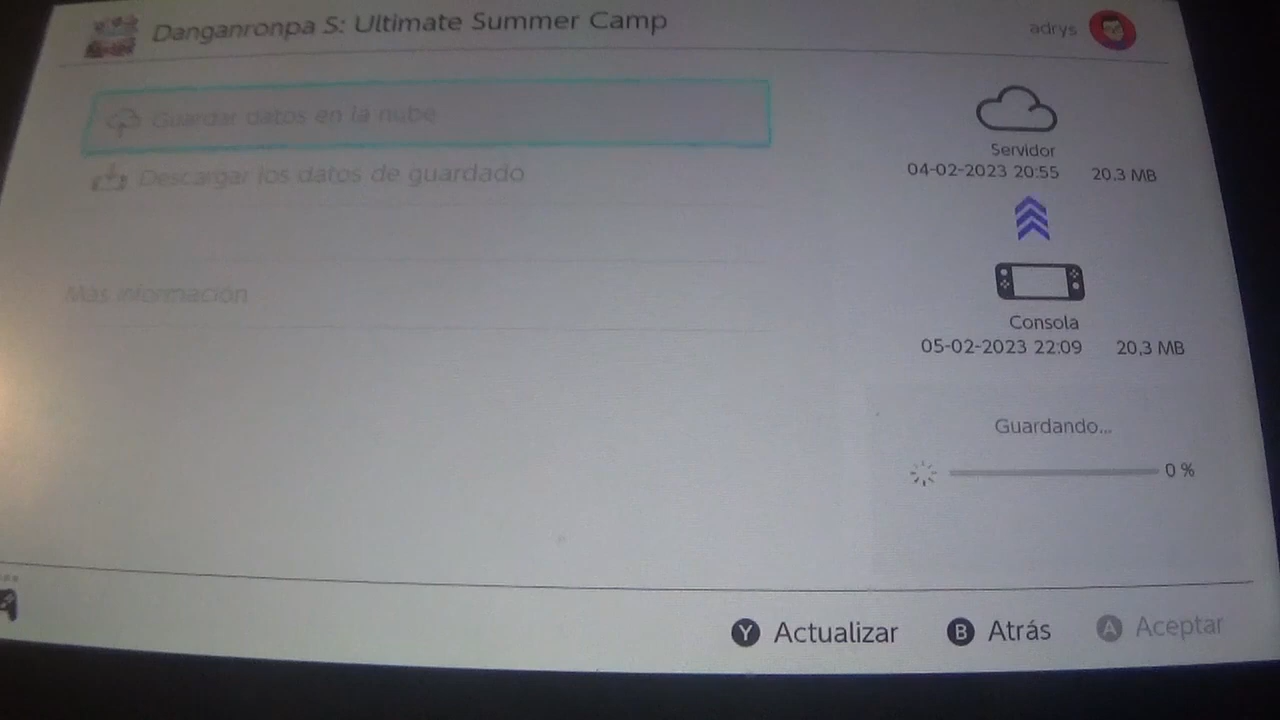 Danganronpa S: Ultimate Summer Camp
adrys
Guardar datos en la nube
Descargar los datos de guardado
Más información
Servidor
04-02-2023 20:55 20,3 MB
Consola
05-02-2023 22:09 20,3 MB
Guardando...
0 %
Y Actualizar
B Atrás
A Aceptar